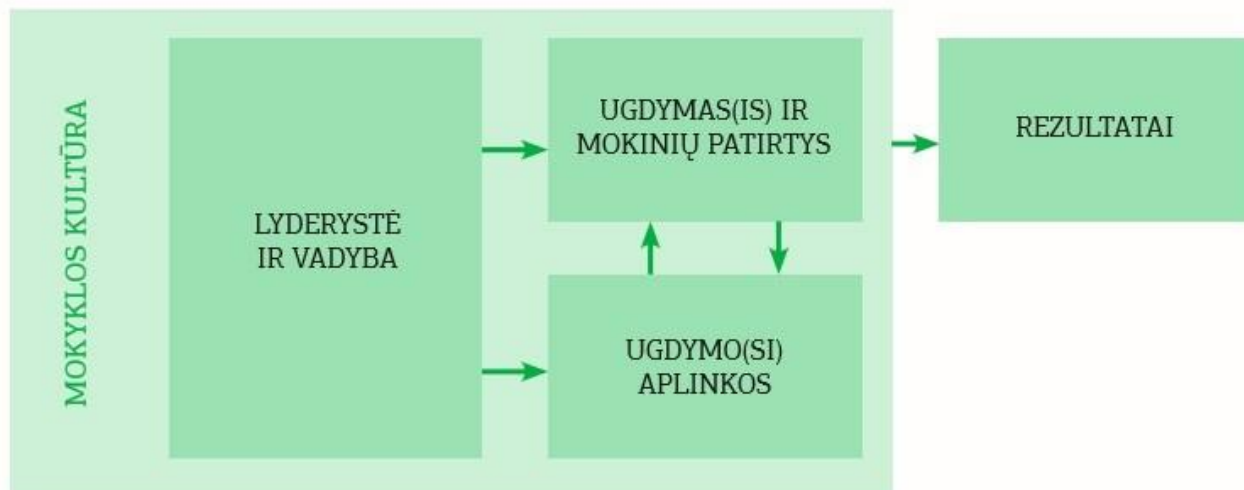 MOKYKLOS KULTŪRA
LYDERYSTĖ
IR VADYBA
UGDYMAS(IS) IR
MOKINIŲ PATIRTYS
UGDYMO(SI)
APLINKOS
REZULTATAI